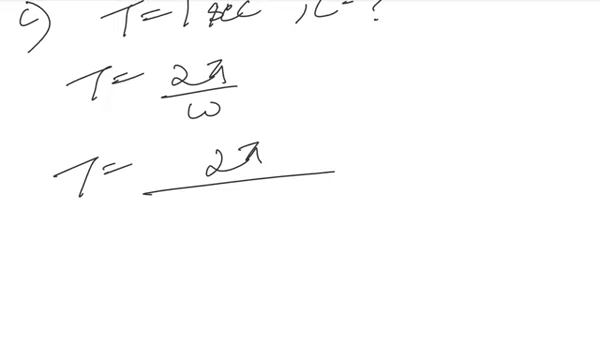 c) T = 1 sec, L = ?
T = 2π / ω
T = 2π /